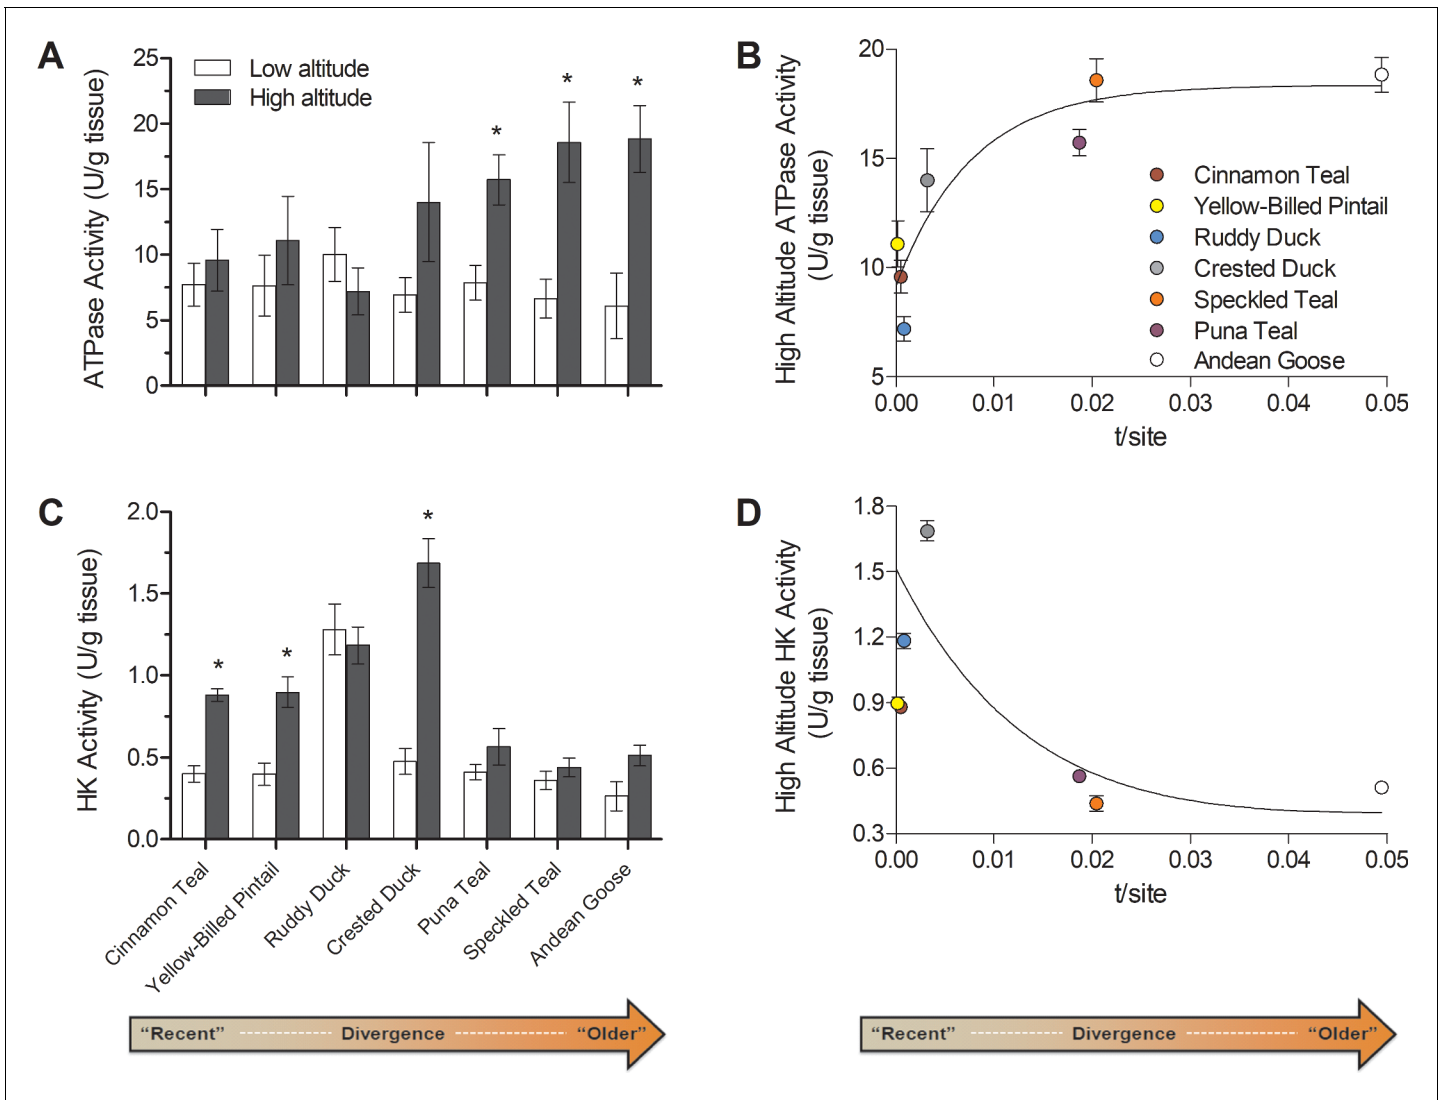 A
ATPase Activity (U/g tissue)
25
20
15
10
5
0
Low altitude
High altitude
*
*
*
B
High Altitude ATPase Activity
(U/g tissue)
20
15
10
5
Cinnamon Teal
Yellow-Billed Pintail
Ruddy Duck
Crested Duck
Speckled Teal
Puna Teal
Andean Goose
0.00
0.01
0.02
0.03
0.04
0.05
t/site
C
HK Activity (U/g tissue)
2.0
1.5
1.0
0.5
0.0
*
*
*
Cinnamon Teal
Yellow-Billed Pintail
Ruddy Duck
Crested Duck
Puna Teal
Speckled Teal
Andean Goose
D
High Altitude HK Activity
(U/g tissue)
1.8
1.5
1.2
0.9
0.6
0.3
0.00
0.01
0.02
0.03
0.04
0.05
t/site
“Recent” Divergence “Older”
“Recent” Divergence “Older”